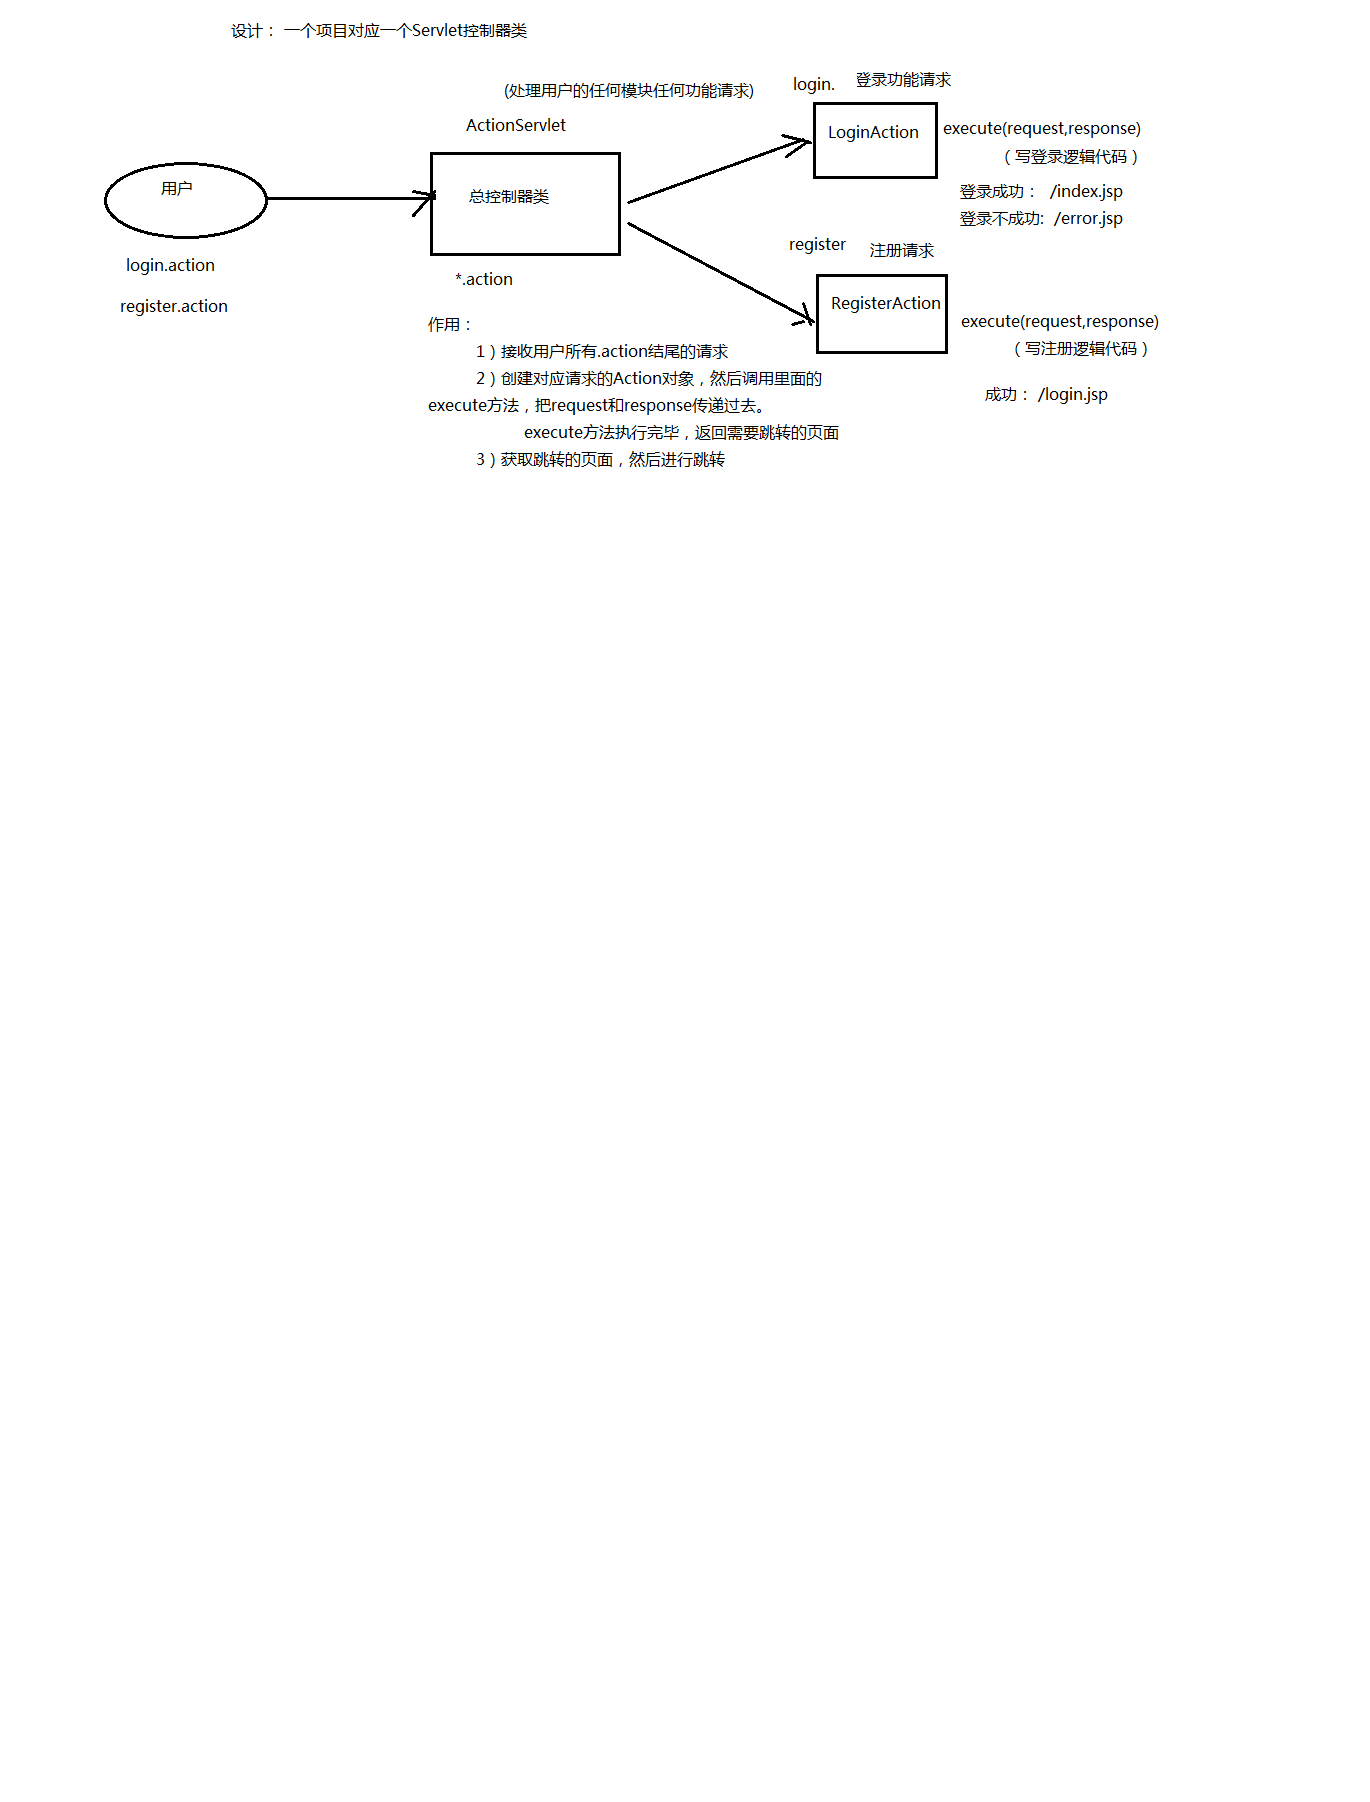 设计： 一个项目对应一个Servlet控制器类
(处理用户的任何模块任何功能请求)
ActionServlet
用户
总控制器类
login.action
register.action
*.action
作用：
1）接收用户所有.action结尾的请求
2）创建对应请求的Action对象，然后调用里面的
execute方法，把request和response传递过去。
execute方法执行完毕，返回需要跳转的页面
3）获取跳转的页面，然后进行跳转
login. 登录功能请求
LoginAction
execute(request,response)
（写登录逻辑代码）
登录成功： /index.jsp
登录不成功: /error.jsp
register 注册请求
RegisterAction
execute(request,response)
（写注册逻辑代码）
成功： /login.jsp